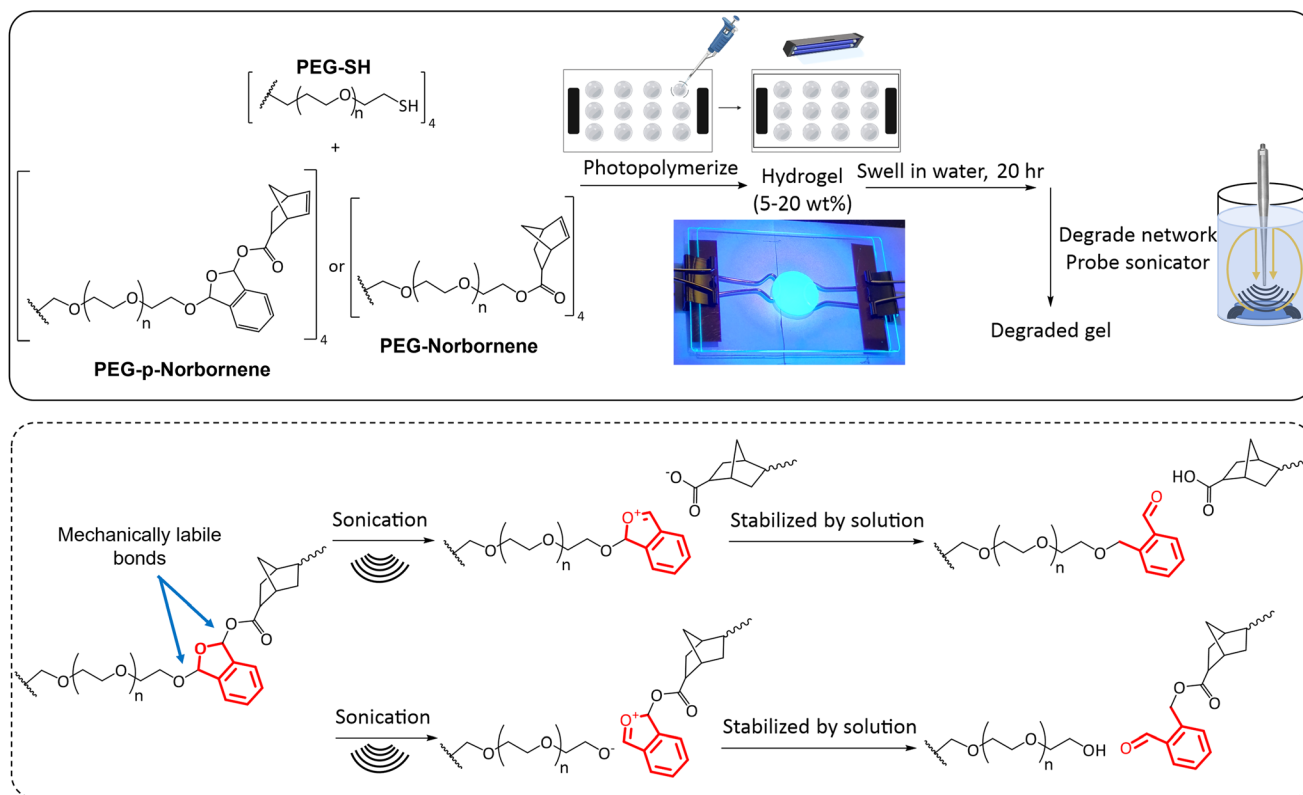 PEG-SH
O
n
SH
4
+
O
O
O
O
O
O
n
O
4
PEG-p-Norbornene
or
O
O
O
O
n
4
PEG-Norbornene
Photopolymerize
Hydrogel
(5-20 wt%)
Swell in water, 20 hr
Degrade network
Probe sonicator
Degraded gel
Mechanically labile
bonds
O
O
O
O
O
O
n
Sonication
-O
O
O+
O
O
O
n
Stabilized by solution
HO
O
O
O
O
O
n
Sonication
O
O
O+
O
O
O-
n
Stabilized by solution
O
O
O
O
O
OH
n